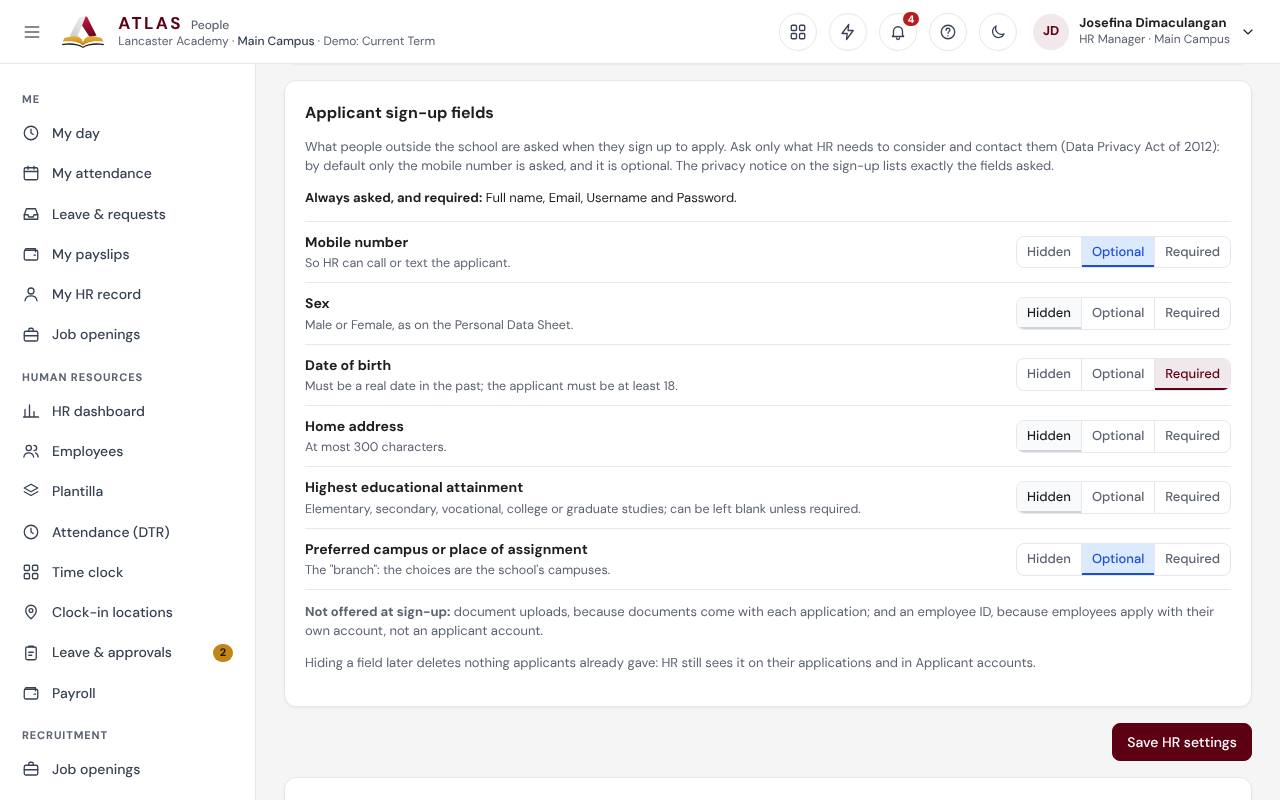 ATLAS People
Lancaster Academy · Main Campus · Demo: Current Term
4
JD
Josefina Dimaculangan
HR Manager · Main Campus
ME
My day
My attendance
Leave & requests
My payslips
My HR record
Job openings
HUMAN RESOURCES
HR dashboard
Employees
Plantilla
Attendance (DTR)
Time clock
Clock-in locations
Leave & approvals 2
Payroll
RECRUITMENT
Job openings
Applicant sign-up fields
What people outside the school are asked when they sign up to apply. Ask only what HR needs to consider and contact them (Data Privacy Act of 2012):
by default only the mobile number is asked, and it is optional. The privacy notice on the sign-up lists exactly the fields asked.
Always asked, and required: Full name, Email, Username and Password.
Mobile number
So HR can call or text the applicant.
Hidden Optional Required
Sex
Male or Female, as on the Personal Data Sheet.
Hidden Optional Required
Date of birth
Must be a real date in the past; the applicant must be at least 18.
Hidden Optional Required
Home address
At most 300 characters.
Hidden Optional Required
Highest educational attainment
Elementary, secondary, vocational, college or graduate studies; can be left blank unless required.
Hidden Optional Required
Preferred campus or place of assignment
The "branch": the choices are the school's campuses.
Hidden Optional Required
Not offered at sign-up: document uploads, because documents come with each application; and an employee ID, because employees apply with their
own account, not an applicant account.
Hiding a field later deletes nothing applicants already gave: HR still sees it on their applications and in Applicant accounts.
Save HR settings